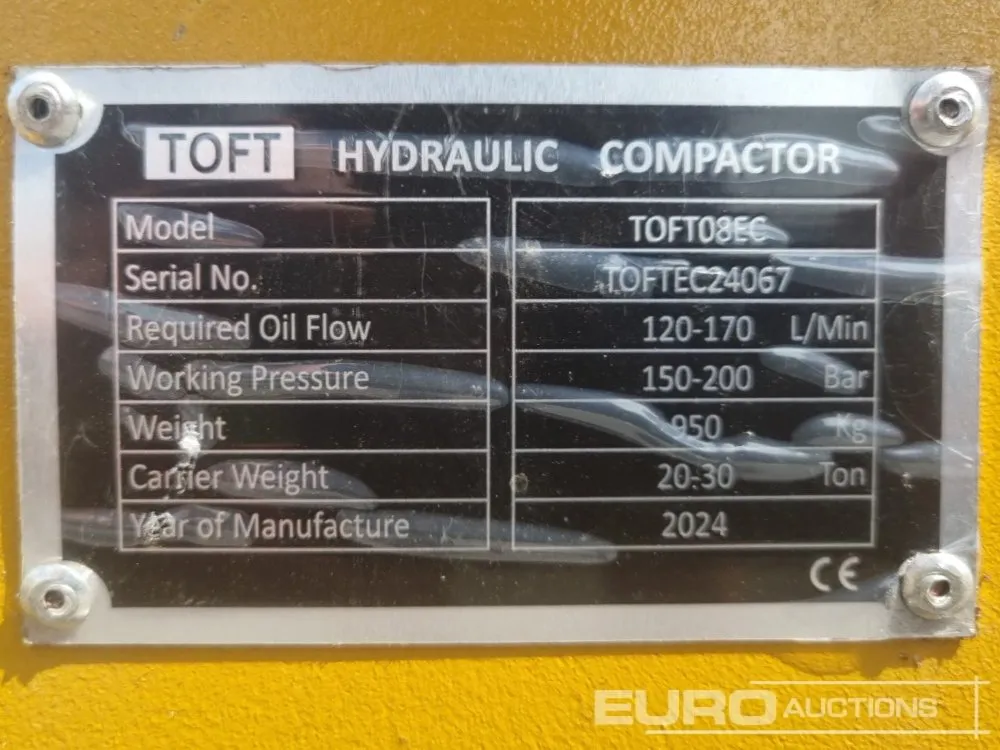 TOFT HYDRAULIC COMPACTOR
Model TOFT08EC
Serial No. TOFTEC24067
Required Oil Flow 120-170 L/Min
Working Pressure 150-200 Bar
Weight 950 Kg
Carrier Weight 20-30 Ton
Year of Manufacture 2024
CE
EURO AUCTIONS